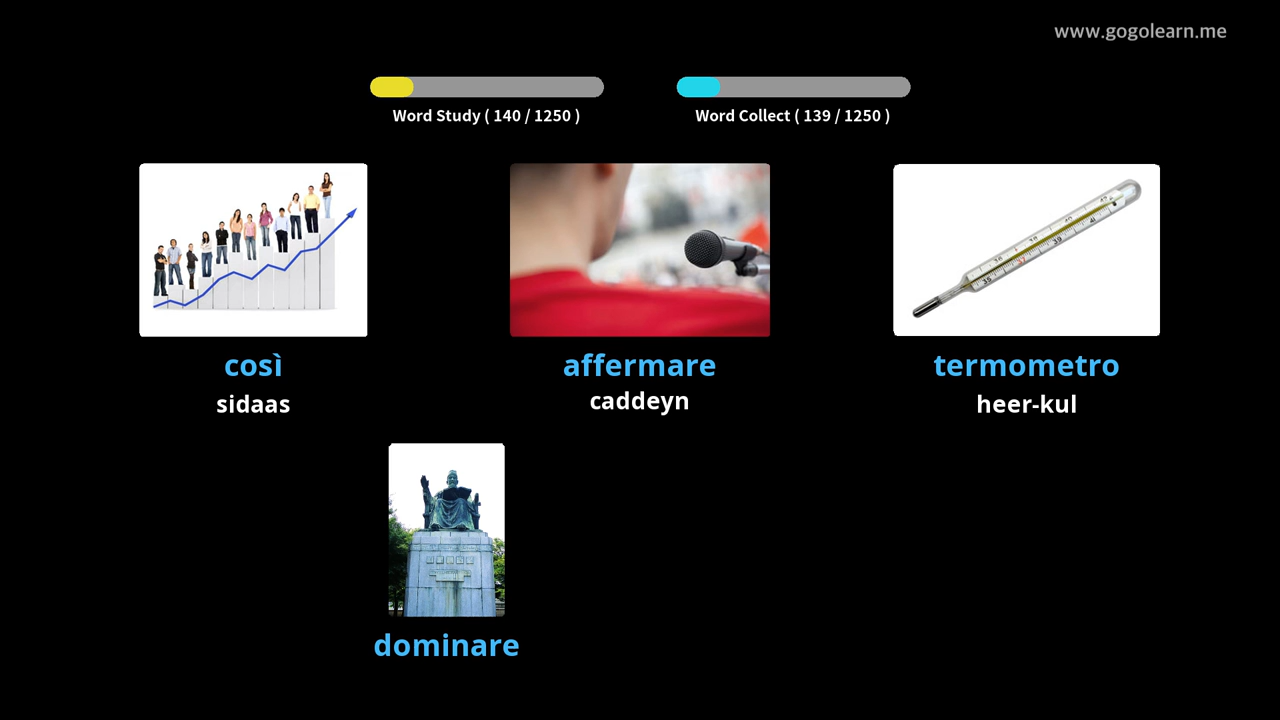 www.gogolearn.me
Word Study ( 140 / 1250 )
Word Collect ( 139 / 1250 )
così
sidaas
affermare
caddeyn
termometro
heer-kul
dominare